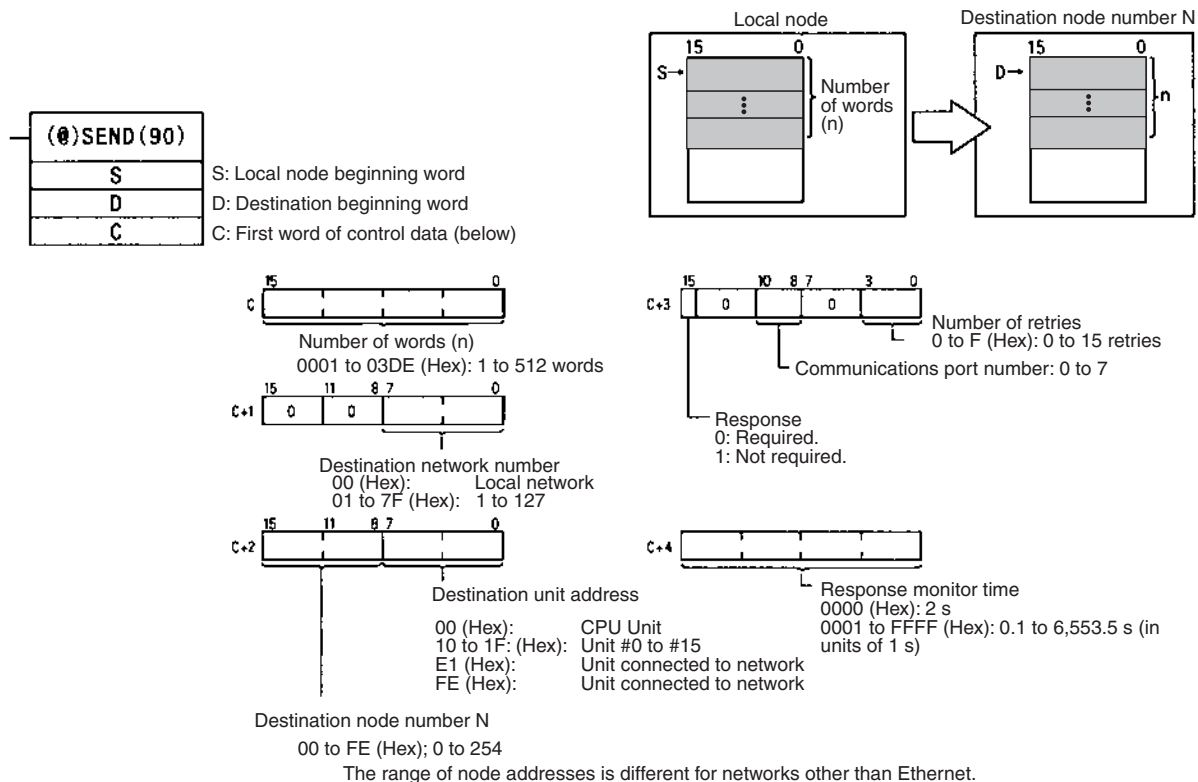 Local node
Destination node number N
15 0
15 0
S→
Number of words (n)
D→
n
(@)SEND(90)
S
S: Local node beginning word
D
D: Destination beginning word
C
C: First word of control data (below)
15 0
C
Number of words (n)
0001 to 03DE (Hex): 1 to 512 words
15 11 8 7 0
C+1 0 0
Destination network number
00 (Hex): Local network
01 to 7F (Hex): 1 to 127
15 11 8 7 0
C+2
Destination unit address
00 (Hex): CPU Unit
10 to 1F: (Hex): Unit #0 to #15
E1 (Hex): Unit connected to network
FE (Hex): Unit connected to network
Destination node number N
00 to FE (Hex); 0 to 254
The range of node addresses is different for networks other than Ethernet.
15 10 8 7 3 0
C+3 0 0
Number of retries
0 to F (Hex): 0 to 15 retries
Communications port number: 0 to 7
Response
0: Required.
1: Not required.
C+4
Response monitor time
0000 (Hex): 2 s
0001 to FFFF (Hex): 0.1 to 6,553.5 s (in
units of 1 s)